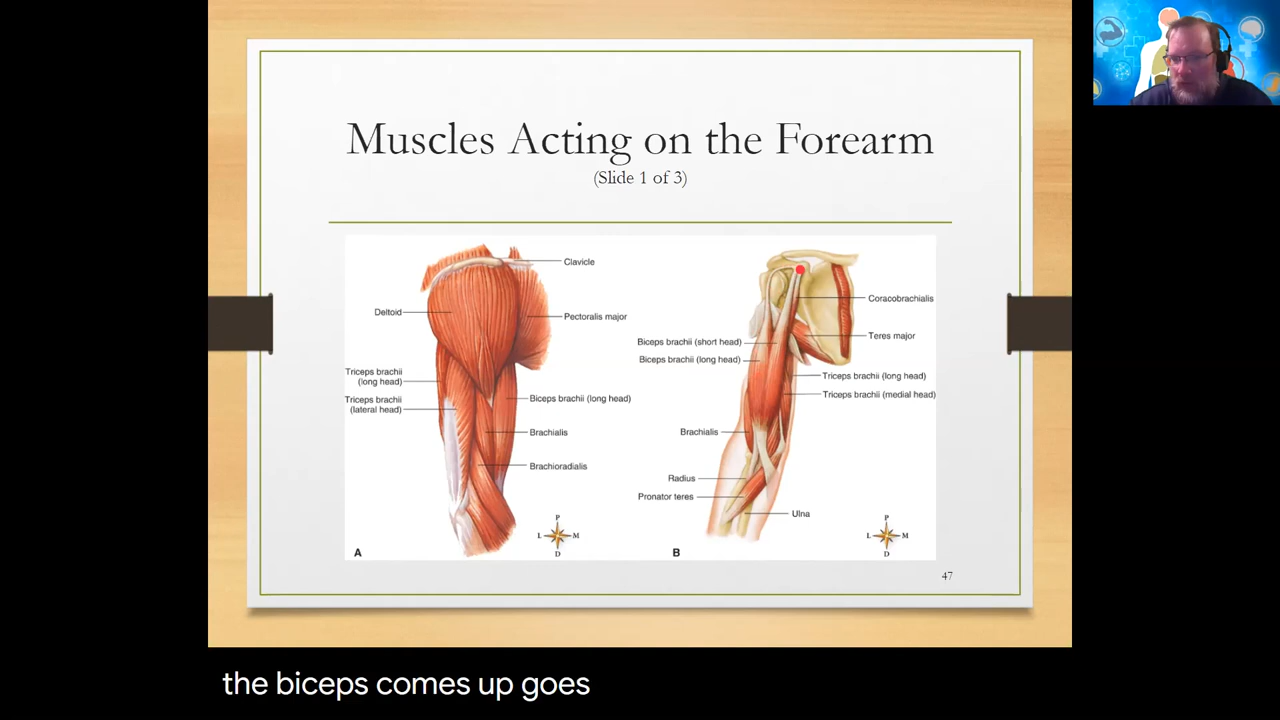 Muscles Acting on the Forearm
(Slide 1 of 3)
Clavicle
Deltoid
Pectoralis major
Triceps brachii
(long head)
Triceps brachii
(lateral head)
Biceps brachii (long head)
Brachialis
Brachioradialis
P
L
M
D
A
Coracobrachialis
Teres major
Biceps brachii (short head)
Biceps brachii (long head)
Triceps brachii (long head)
Triceps brachii (medial head)
Brachialis
Radius
Pronator teres
Ulna
P
L
M
D
B
47
the biceps comes up goes